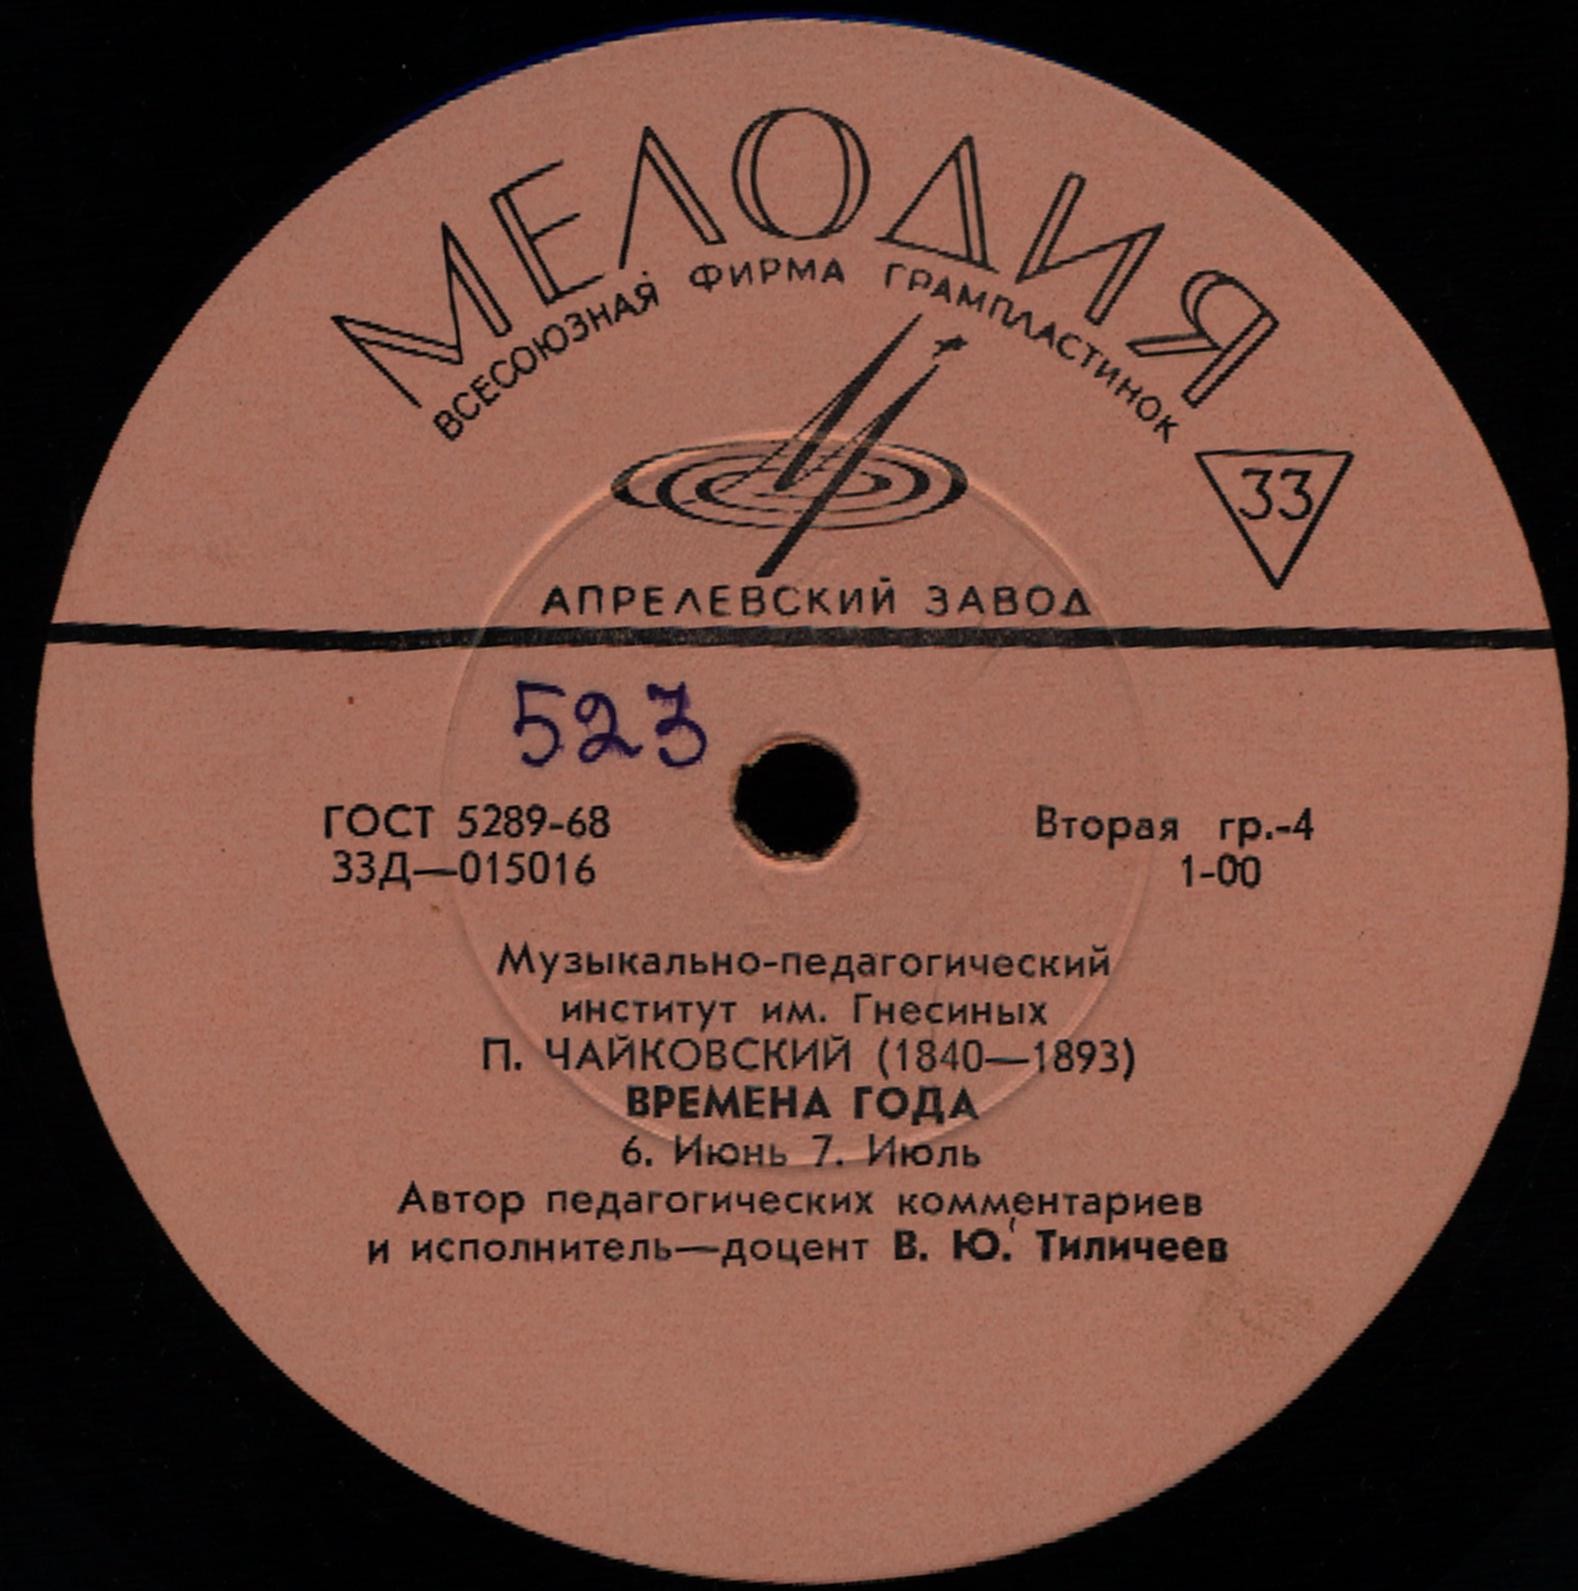 МЕЛОДИЯ
ВСЕСОЮЗНАЯ ФИРМА ГРАМПЛАСТИНОК
33
АПРЕЛЕВСКИЙ ЗАВОД
523
ГОСТ 5289-68
Вторая гр.-4
33Д—015016
1-00
Музыкально-педагогический
институт им. Гнесиных
П. ЧАЙКОВСКИЙ (1840—1893)
ВРЕМЕНА ГОДА
6. Июнь 7. Июль
Автор педагогических комментариев
и исполнитель—доцент В. Ю. Тиличеев